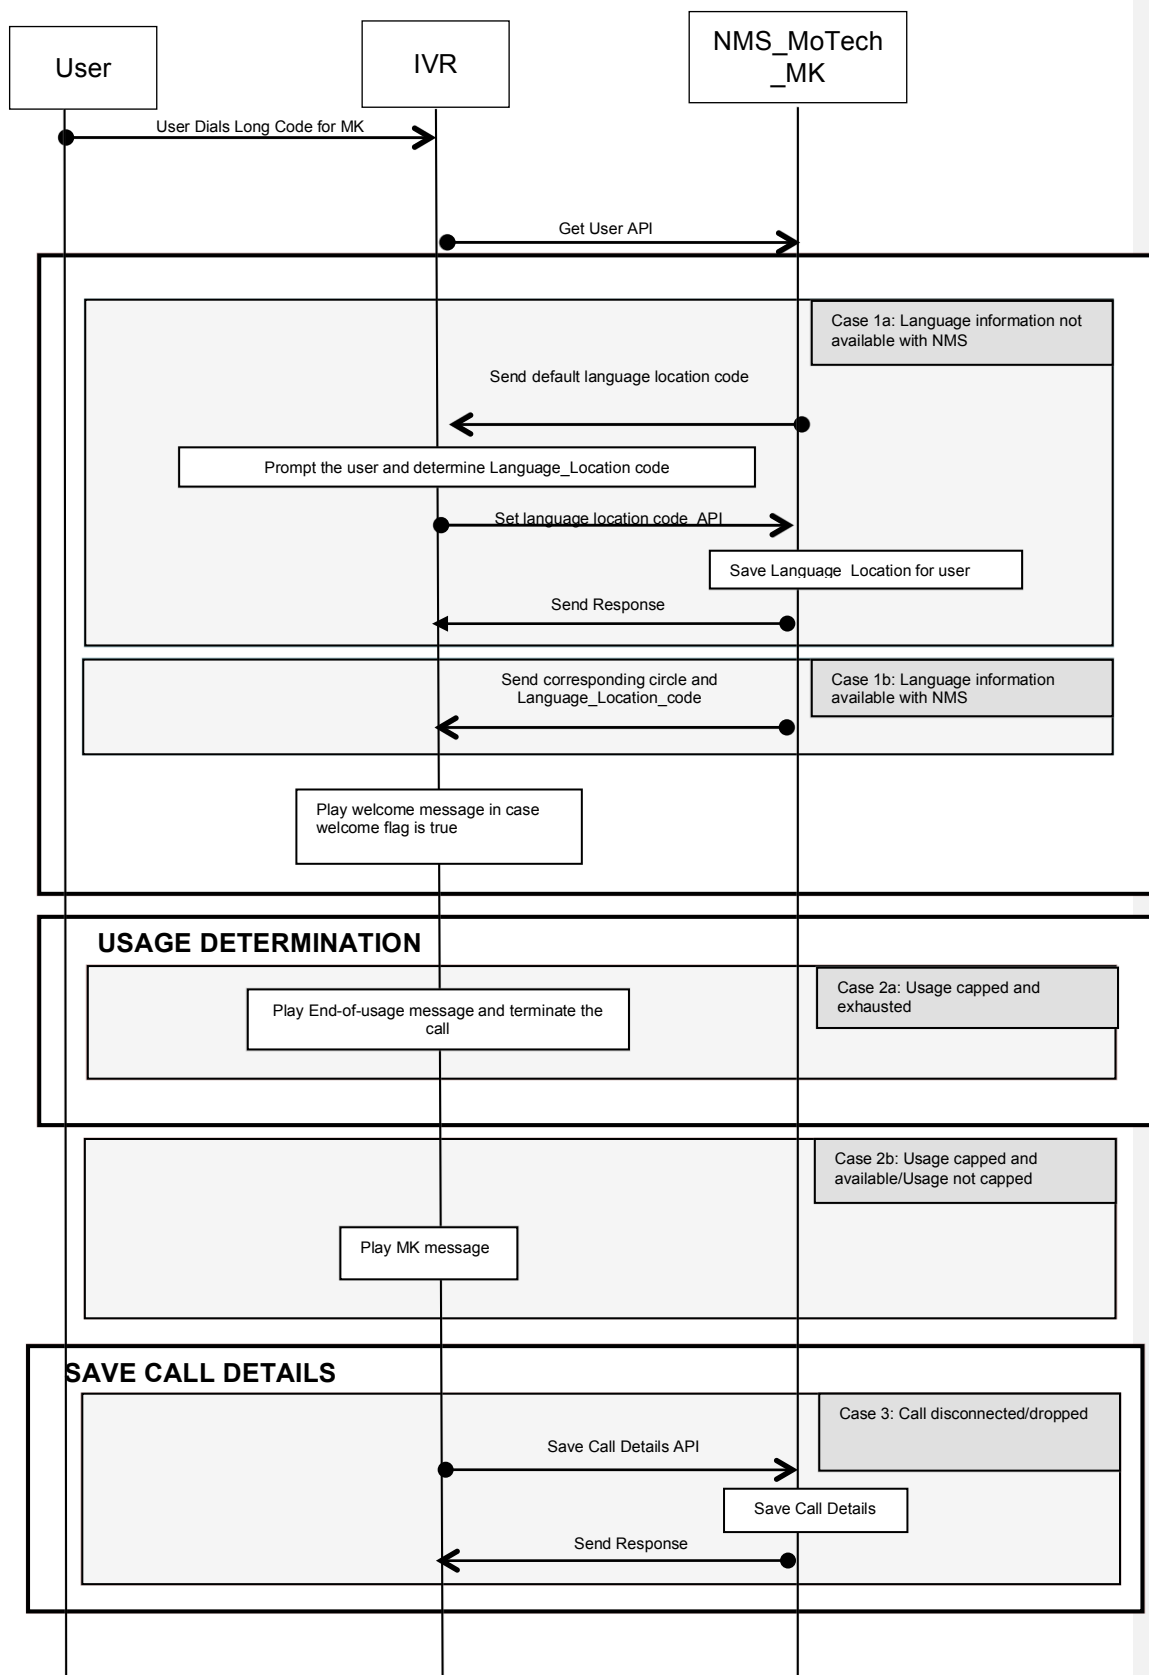 User
IVR
NMS_MoTech
_MK
User Dials Long Code for MK
Get User API
Case 1a: Language information not
available with NMS
Send default language location code
Prompt the user and determine Language_Location code
Set language location code_API
Save Language_Location for user
Send Response
Send corresponding circle and
Language_Location_code
Case 1b: Language information
available with NMS
Play welcome message in case
welcome flag is true
USAGE DETERMINATION
Case 2a: Usage capped and
exhausted
Play End-of-usage message and terminate the
call
Case 2b: Usage capped and
available/Usage not capped
Play MK message
SAVE CALL DETAILS
Case 3: Call disconnected/dropped
Save Call Details API
Save Call Details
Send Response